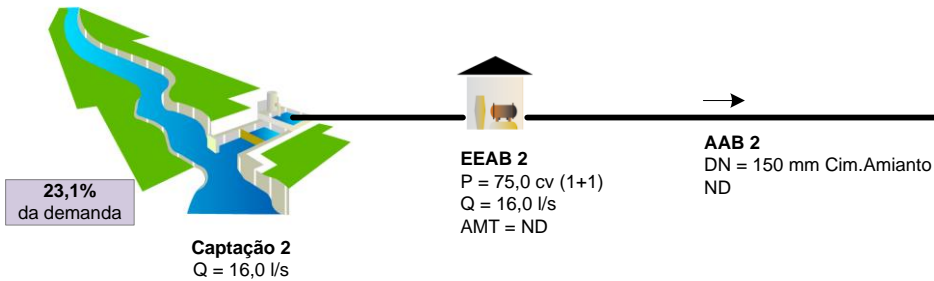 23,1%
da demanda
Captação 2
Q = 16,0 l/s
EEAB 2
P = 75,0 cv (1+1)
Q = 16,0 l/s
AMT = ND
AAB 2
DN = 150 mm Cim.Amianto
ND